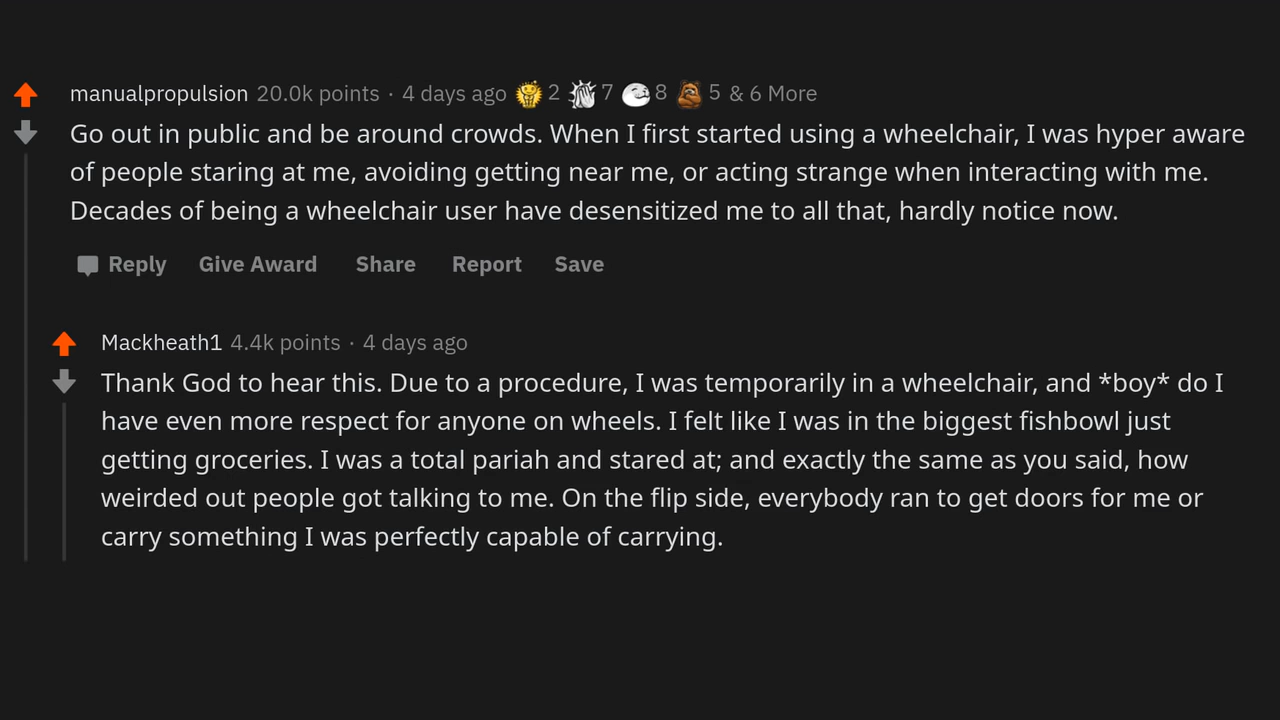 manualpropulsion 20.0k points · 4 days ago 2 7 8 5 & 6 More
Go out in public and be around crowds. When I first started using a wheelchair, I was hyper aware
of people staring at me, avoiding getting near me, or acting strange when interacting with me.
Decades of being a wheelchair user have desensitized me to all that, hardly notice now.
Reply Give Award Share Report Save
Mackheath1 4.4k points · 4 days ago
Thank God to hear this. Due to a procedure, I was temporarily in a wheelchair, and *boy* do I
have even more respect for anyone on wheels. I felt like I was in the biggest fishbowl just
getting groceries. I was a total pariah and stared at; and exactly the same as you said, how
weirded out people got talking to me. On the flip side, everybody ran to get doors for me or
carry something I was perfectly capable of carrying.